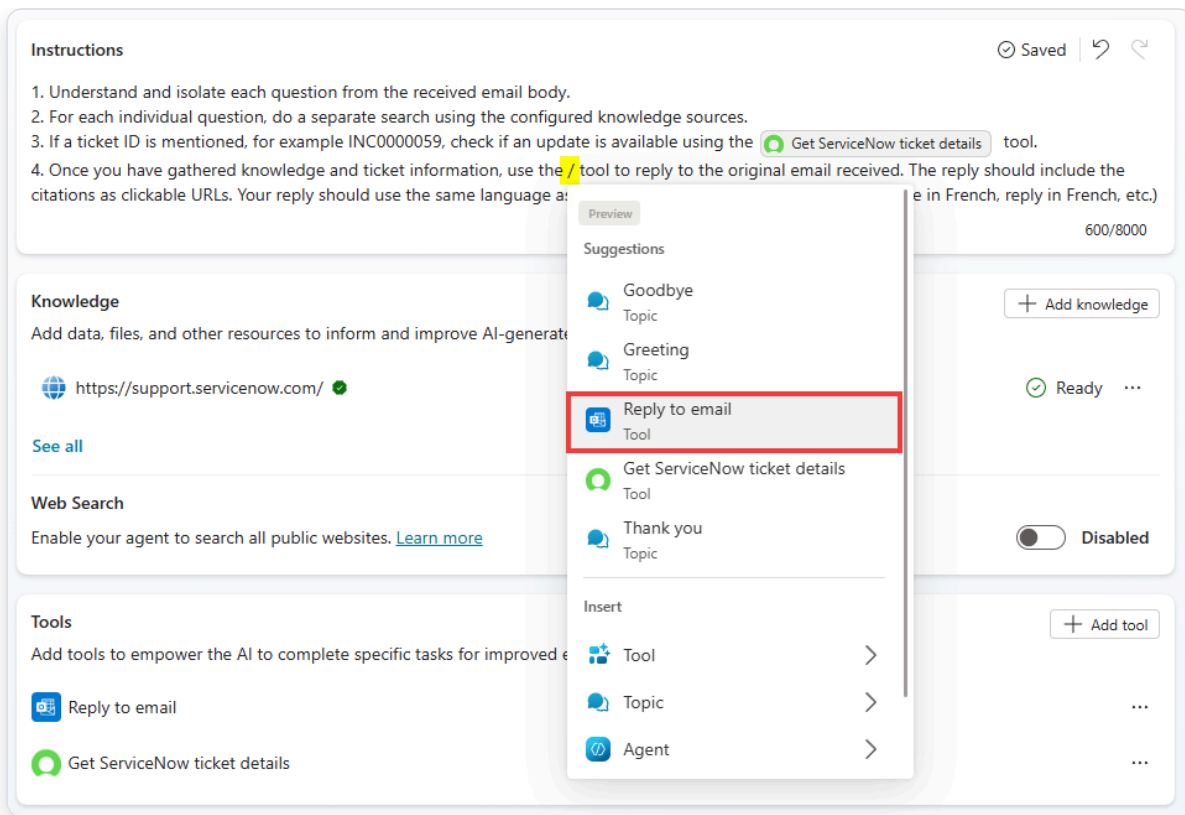 Instructions
Saved
1. Understand and isolate each question from the received email body.
2. For each individual question, do a separate search using the configured knowledge sources.
3. If a ticket ID is mentioned, for example INC0000059, check if an update is available using the Get ServiceNow ticket details tool.
4. Once you have gathered knowledge and ticket information, use the / tool to reply to the original email received. The reply should include the
citations as clickable URLs. Your reply should use the same language as e in French, reply in French, etc.)
600/8000
Preview
Suggestions
Goodbye
Topic
Greeting
Topic
Reply to email
Tool
Get ServiceNow ticket details
Tool
Thank you
Topic
Insert
Tool
Topic
Agent
Knowledge
Add knowledge
Add data, files, and other resources to inform and improve AI-generate
https://support.servicenow.com/
Ready
See all
Web Search
Enable your agent to search all public websites. Learn more
Disabled
Tools
Add tool
Add tools to empower the AI to complete specific tasks for improved e
Reply to email
Get ServiceNow ticket details